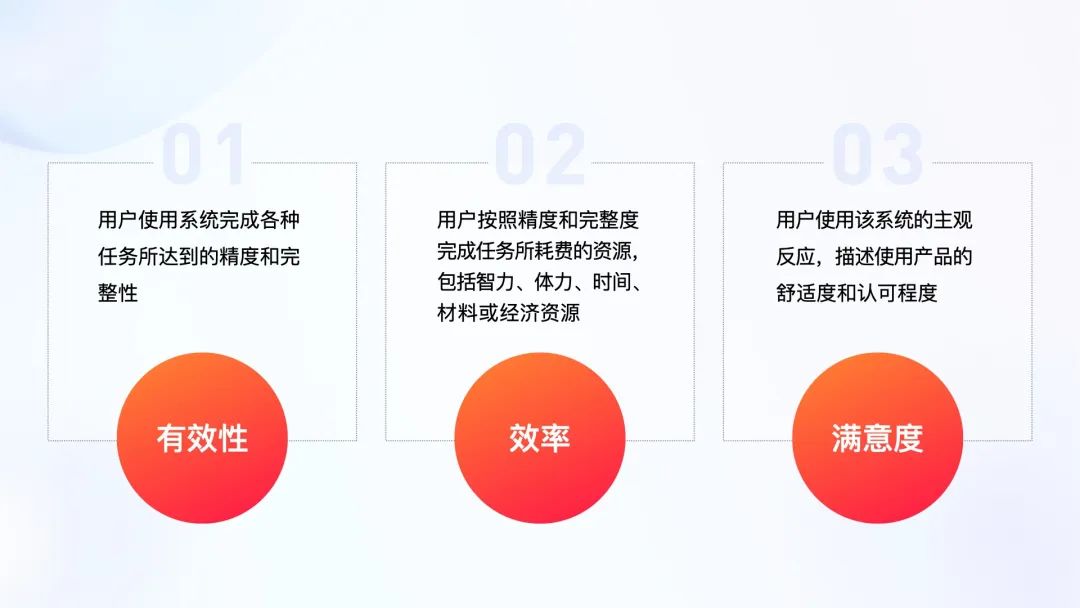 01
用户使用系统完成各种
任务所达到的精度和完
整性
有效性
02
用户按照精度和完整度
完成任务所耗费的资源，
包括智力、体力、时间、
材料或经济资源
效率
03
用户使用该系统的主观
反应，描述使用产品的
舒适度和认可程度
满意度